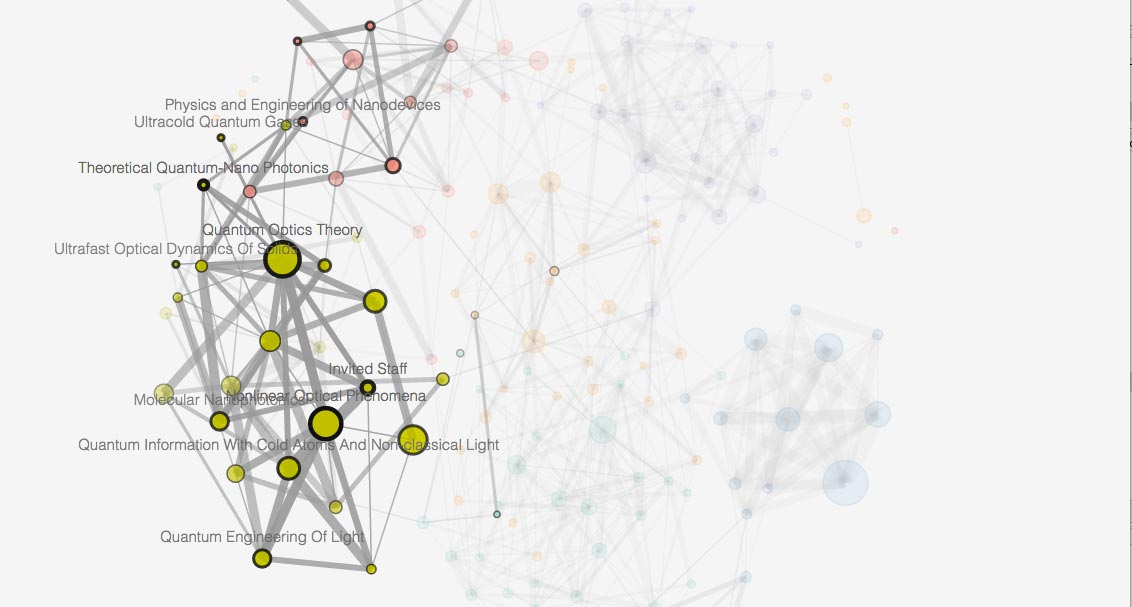 Physics and Engineering of Nanodevices
Ultracold Quantum Gases
Theoretical Quantum-Nano Photonics
Quantum Optics Theory
Ultrafast Optical Dynamics Of Solids
Invited Staff
Nonlinear Optical Phenomena
Molecular Nanophotonics
Quantum Information With Cold Atoms And Non-classical Light
Quantum Engineering Of Light